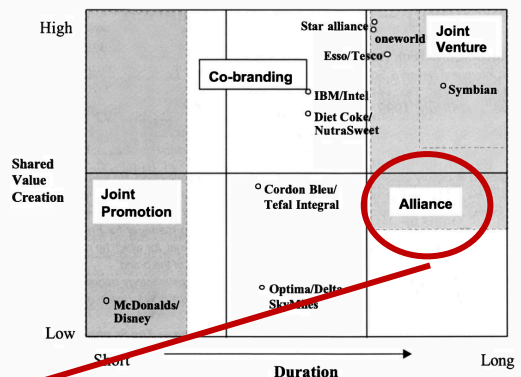 High
Star alliance
oneworld
Joint
Venture
Esso/Tesco
Co-branding
Symbian
IBM/Intel
Diet Coke/
NutraSweet
Shared
Value
Creation
Joint
Promotion
Cordon Bleu/
Tefal Integral
Alliance
Optima/Delta
SkyMiles
McDonalds/
Disney
Low
Short
Long
Duration